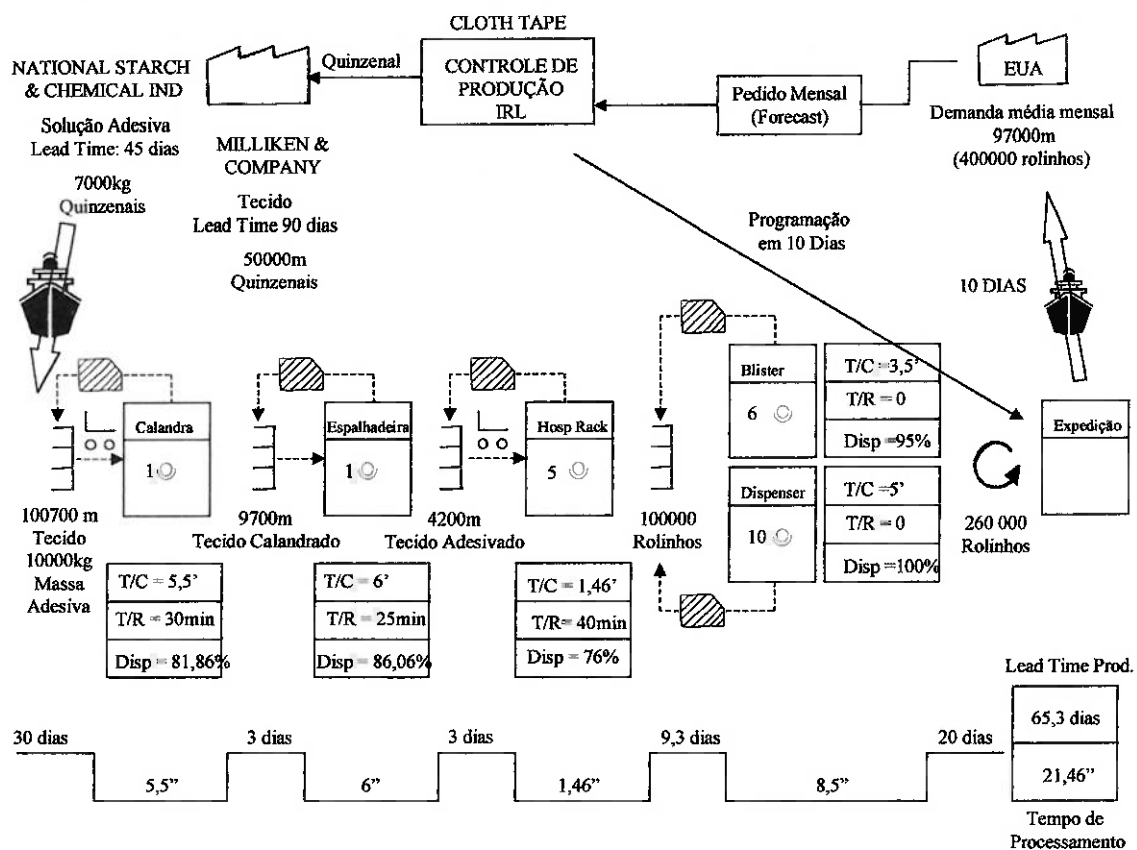 CLOTH TAPE
NATIONAL STARCH
& CHEMICAL IND
Solução Adesiva
Lead Time: 45 dias
7000kg
Quinzenais
MILLIKEN &
COMPANY
Tecido
Lead Time 90 dias
50000m
Quinzenais
Quinzenal
CONTROLE DE
PRODUÇÃO
IRL
Pedido Mensal
(Forecast)
EUA
Demanda média mensal
97000m
(400000 rolinhos)
Programação
em 10 Dias
10 DIAS
Calandra
1
Espalhadeira
1
Hosp Rack
5
Blister
6
T/C =3,5’
T/R = 0
Disp =95%
Dispenser
10
T/C =5’
T/R = 0
Disp =100%
Expedição
100700 m
Tecido
10000kg
Massa
Adesiva
9700m
Tecido Calandrado
4200m
Tecido Adesivado
100000
Rolinhos
260 000
Rolinhos
T/C = 5,5’
T/R = 30min
Disp = 81,86%
T/C = 6’
T/R = 25min
Disp = 86,06%
T/C = 1,46’
T/R = 40min
Disp = 76%
Lead Time Prod.
65,3 dias
21,46”
Tempo de
Processamento
30 dias
5,5”
3 dias
6”
3 dias
1,46”
9,3 dias
8,5”
20 dias